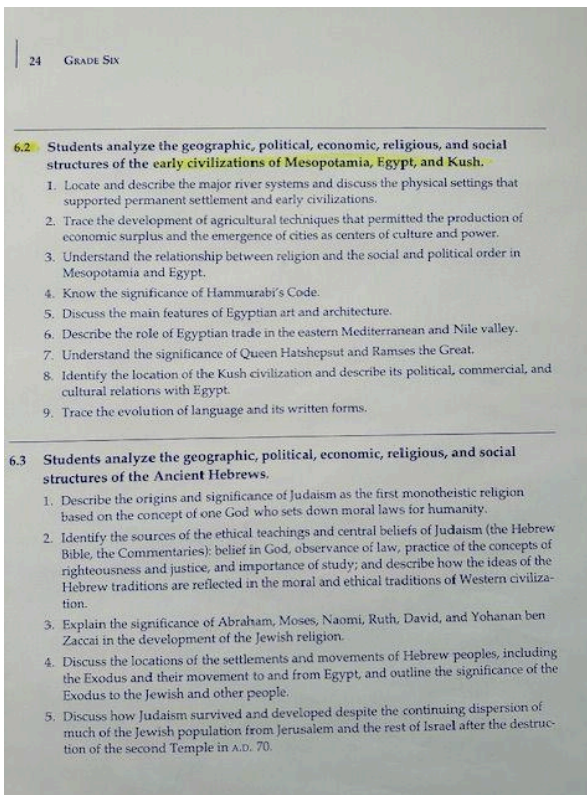 24 GRADE SIX
6.2 Students analyze the geographic, political, economic, religious, and social
structures of the early civilizations of Mesopotamia, Egypt, and Kush.
1. Locate and describe the major river systems and discuss the physical settings that
supported permanent settlement and early civilizations.
2. Trace the development of agricultural techniques that permitted the production of
economic surplus and the emergence of cities as centers of culture and power.
3. Understand the relationship between religion and the social and political order in
Mesopotamia and Egypt.
4. Know the significance of Hammurabi's Code.
5. Discuss the main features of Egyptian art and architecture.
6. Describe the role of Egyptian trade in the eastern Mediterranean and Nile valley.
7. Understand the significance of Queen Hatshepsut and Ramses the Great.
8. Identify the location of the Kush civilization and describe its political, commercial, and
cultural relations with Egypt.
9. Trace the evolution of language and its written forms.
6.3 Students analyze the geographic, political, economic, religious, and social
structures of the Ancient Hebrews.
1. Describe the origins and significance of Judaism as the first monotheistic religion
based on the concept of one God who sets down moral laws for humanity.
2. Identify the sources of the ethical teachings and central beliefs of Judaism (the Hebrew
Bible, the Commentaries): belief in God, observance of law, practice of the concepts of
righteousness and justice, and importance of study; and describe how the ideas of the
Hebrew traditions are reflected in the moral and ethical traditions of Western civiliza-
tion.
3. Explain the significance of Abraham, Moses, Naomi, Ruth, David, and Yohanan ben
Zaccai in the development of the Jewish religion.
4. Discuss the locations of the settlements and movements of Hebrew peoples, including
the Exodus and their movement to and from Egypt, and outline the significance of the
Exodus to the Jewish and other people.
5. Discuss how Judaism survived and developed despite the continuing dispersion of
much of the Jewish population from Jerusalem and the rest of Israel after the destruc-
tion of the second Temple in A.D. 70.